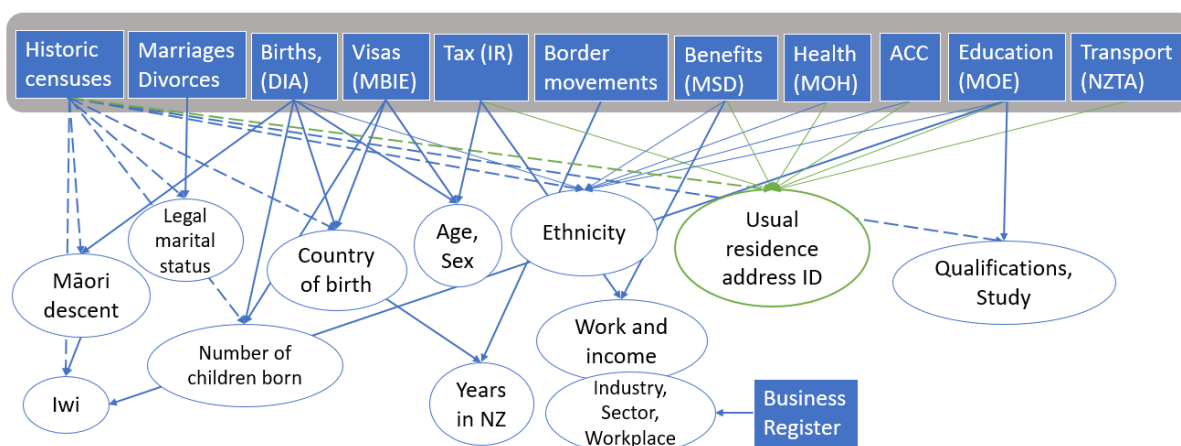 Historic
censuses
Marriages
Divorces
Births,
(DIA)
Visas
(MBIE)
Tax (IR)
Border
movements
Benefits
(MSD)
Health
(MOH)
ACC
Education
(MOE)
Transport
(NZTA)
Legal
marital
status
Māori
descent
Country
of birth
Age,
Sex
Ethnicity
Usual
residence
address ID
Qualifications,
Study
Number of
children born
Iwi
Years
in NZ
Work and
income
Industry,
Sector,
Workplace
Business
Register